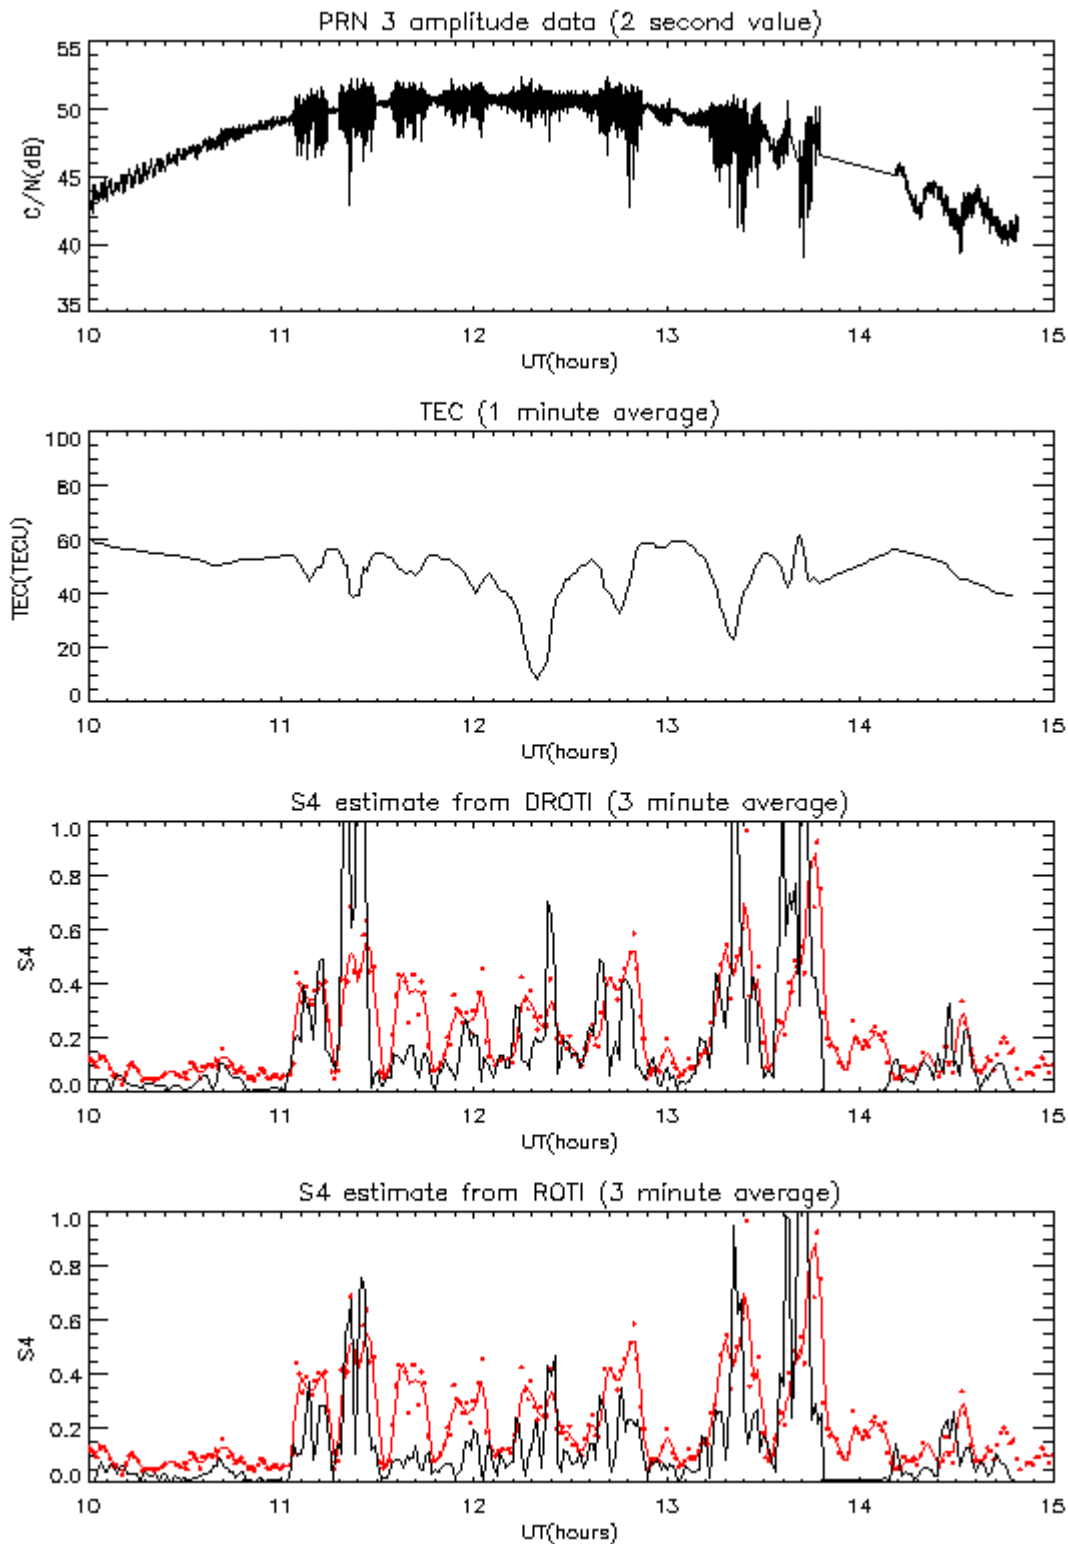 PRN 3 amplitude data (2 second value)
55
50
45
40
35
C/N(dB)
10 11 12 13 14 15
UT(hours)
TEC (1 minute average)
100
80
60
40
20
0
TEC(TECU)
10 11 12 13 14 15
UT(hours)
S4 estimate from DROTI (3 minute average)
1.0
0.8
0.6
0.4
0.2
0.0
S4
10 11 12 13 14 15
UT(hours)
S4 estimate from ROTI (3 minute average)
1.0
0.8
0.6
0.4
0.2
0.0
S4
10 11 12 13 14 15
UT(hours)